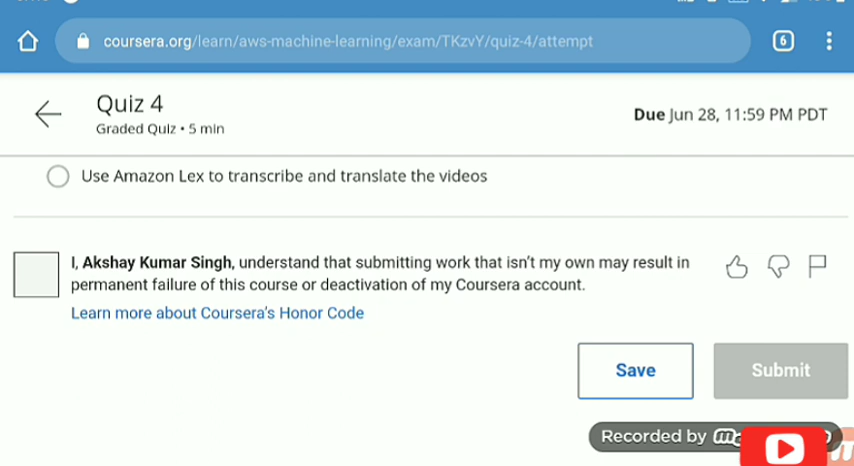 6
coursera.org/learn/aws-machine-learning/exam/TKzvY/quiz-4/attempt
Quiz 4
Graded Quiz • 5 min
Due Jun 28, 11:59 PM PDT
Use Amazon Lex to transcribe and translate the videos
I, Akshay Kumar Singh, understand that submitting work that isn't my own may result in
permanent failure of this course or deactivation of my Coursera account.
Learn more about Coursera's Honor Code
Save
Submit
Recorded by